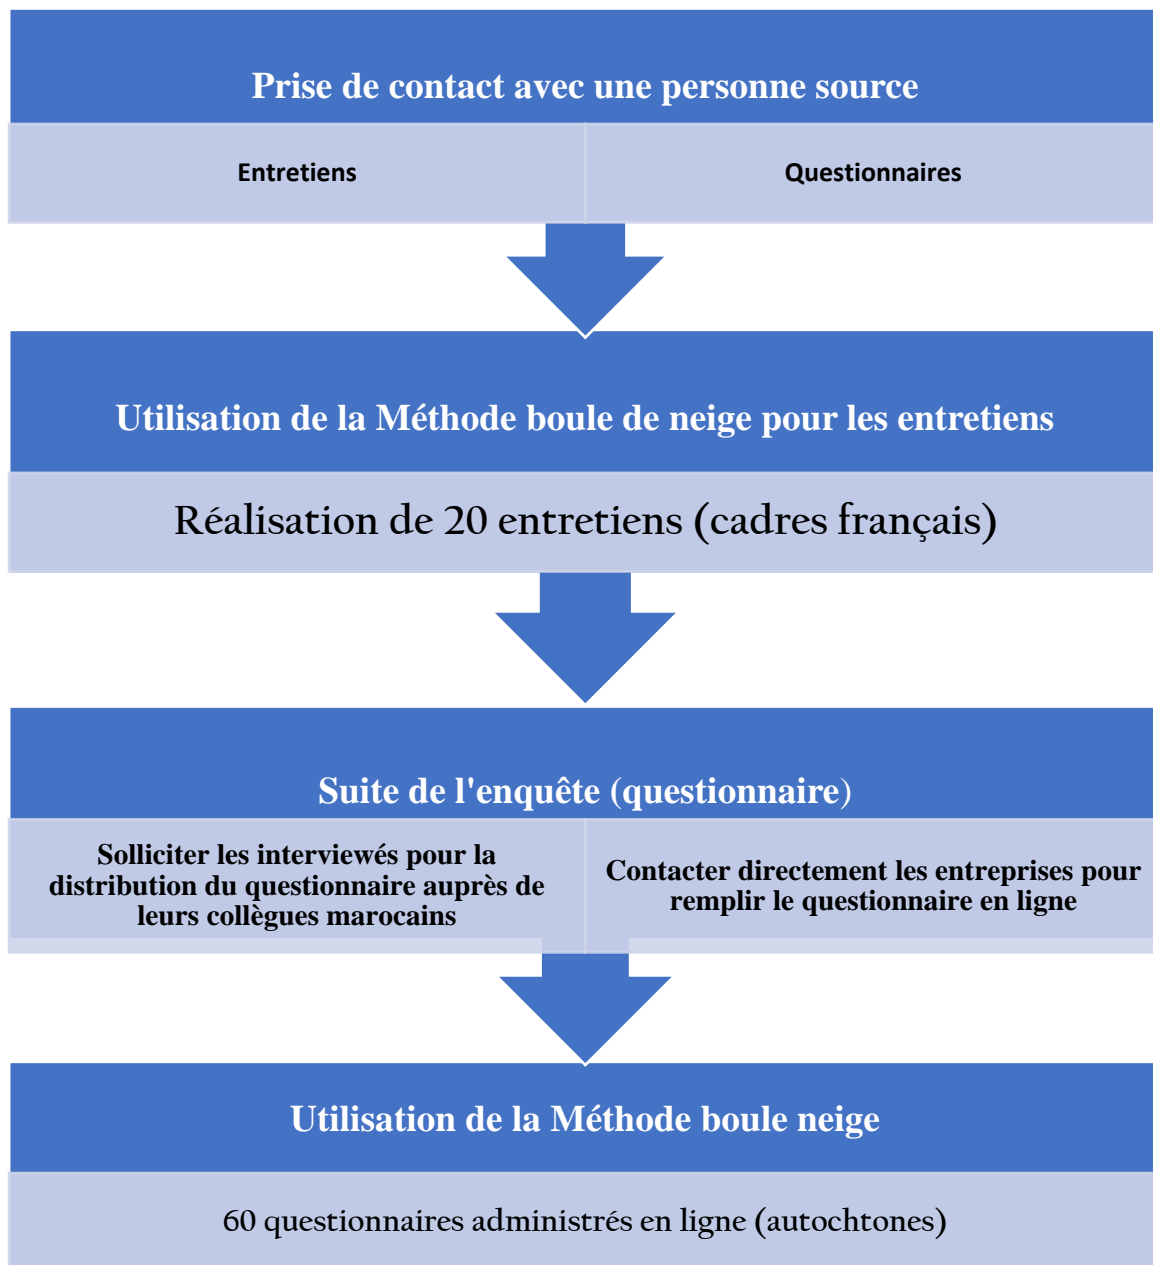 Prise de contact avec une personne source
Entretiens
Questionnaires
Utilisation de la Méthode boule de neige pour les entretiens
Réalisation de 20 entretiens (cadres français)
Suite de l'enquête (questionnaire)
Solliciter les interviewés pour la
distribution du questionnaire auprès de
leurs collègues marocains
Contacter directement les entreprises pour
remplir le questionnaire en ligne
Utilisation de la Méthode boule neige
60 questionnaires administrés en ligne (autochtones)